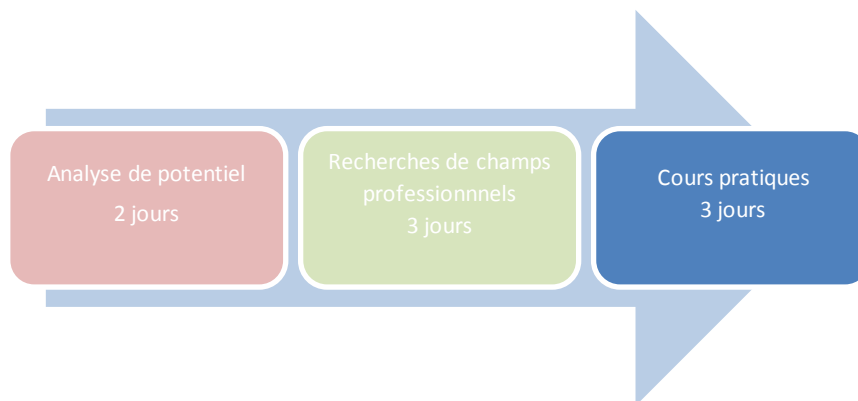 Analyse de potentiel
2 jours
Recherches de champs
professionnnels
3 jours
Cours pratiques
3 jours